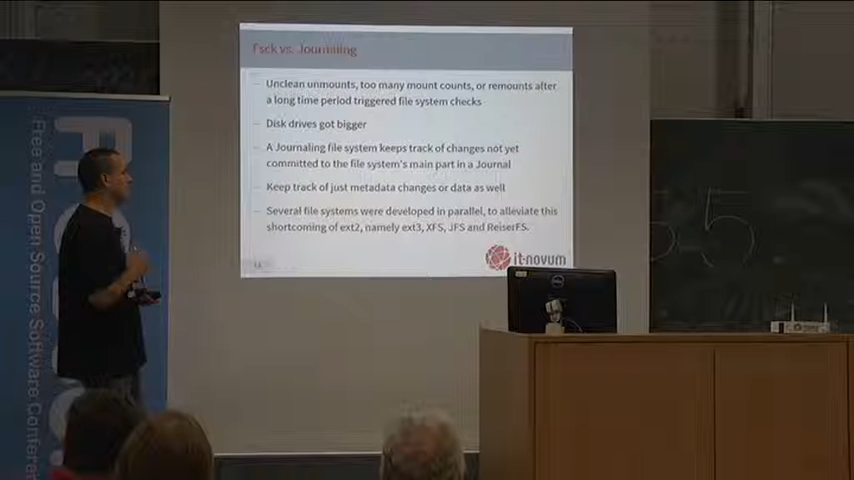 Fsck vs. Journaling
Unclean unmounts, too many mount counts, or remounts after
a long time period triggered file system checks
Disk drives got bigger
A Journaling file system keeps track of changes not yet
committed to the file system's main part in a Journal
Keep track of just metadata changes or data as well
Several file systems were developed in parallel, to alleviate this
shortcoming of ext2, namely ext3, XFS, JFS and ReiserFS.
it-novum
Free and Open Source Software Conferen
DELL
5